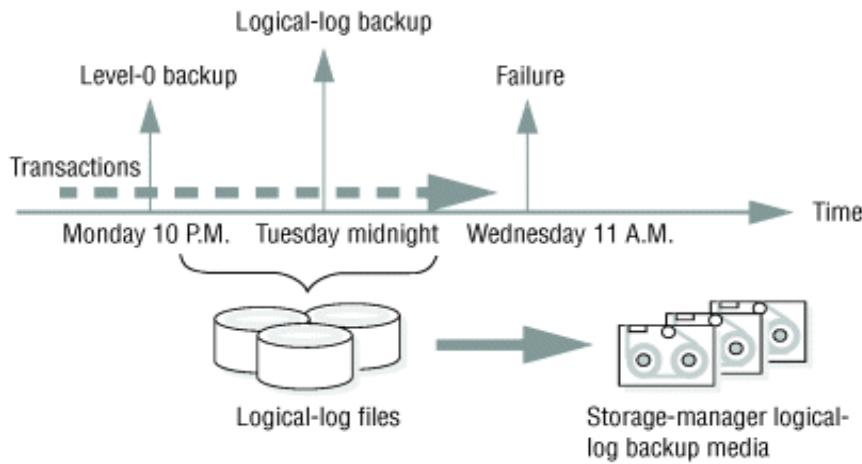 Logical-log backup
Level-0 backup
Failure
Transactions
Time
Monday 10 P.M.
Tuesday midnight
Wednesday 11 A.M.
Logical-log files
Storage-manager logical-
log backup media